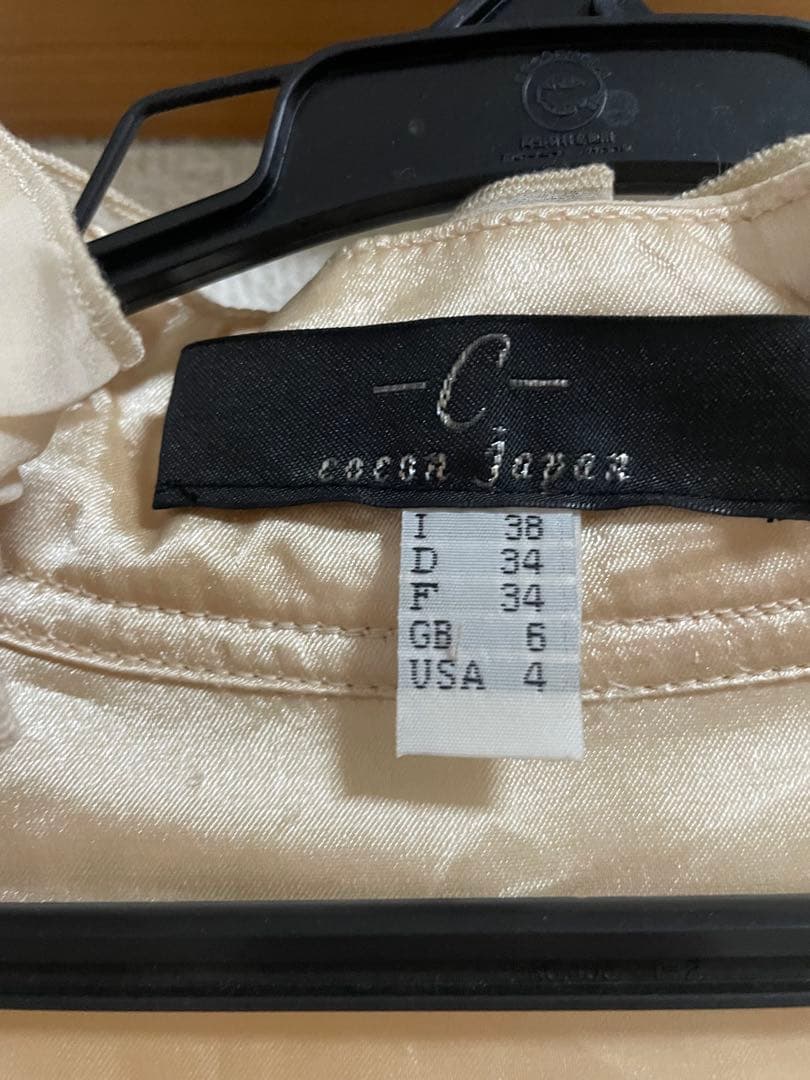 -C-
cocon japan
I 38
D 34
F 34
GB 6
USA 4